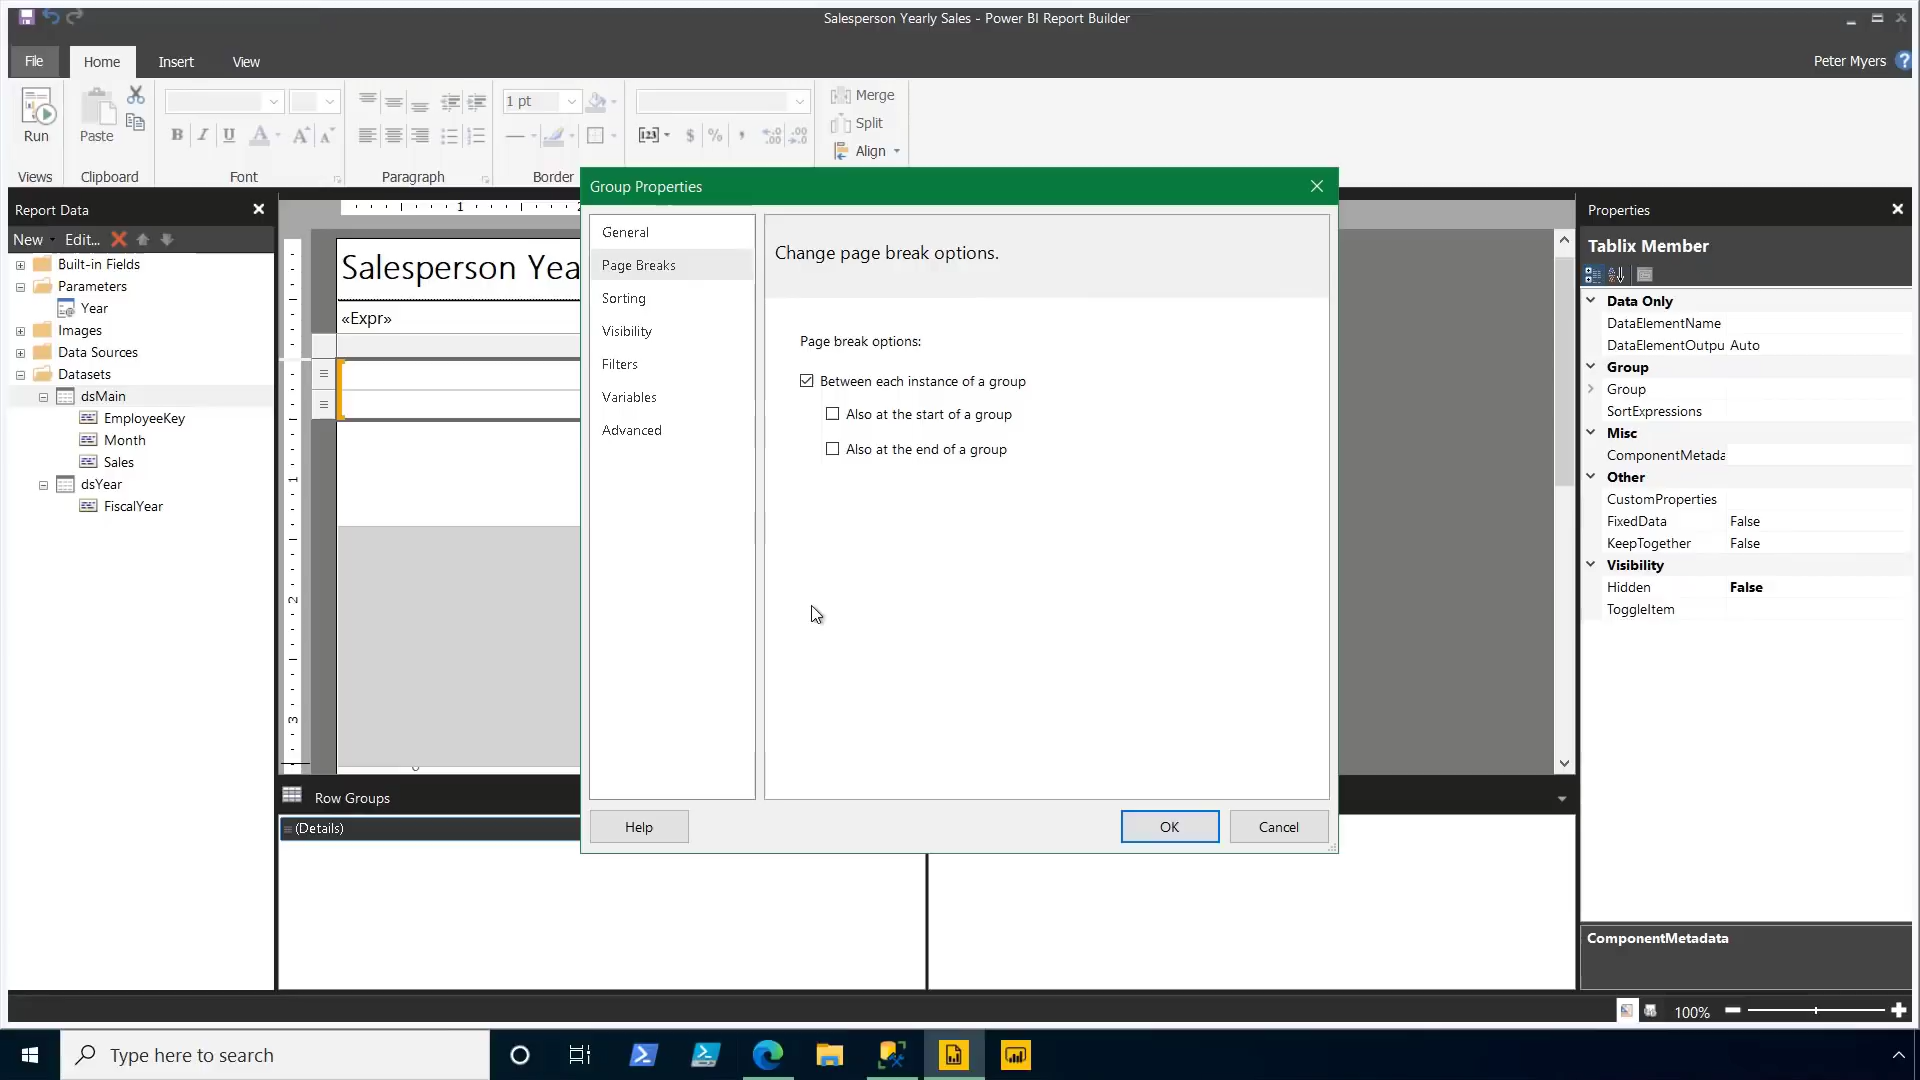 Salesperson Yearly Sales - Power BI Report Builder
File
Home
Insert
View
Peter Myers
?
Run
Paste
1 pt
Merge
Split
Align
B I U A A A
$ % ,
Views
Clipboard
Font
Paragraph
Border
Report Data
New
Edit...
Built-in Fields
Parameters
Year
Images
Data Sources
Datasets
dsMain
EmployeeKey
Month
Sales
dsYear
FiscalYear
1
1
2
3
Salesperson Yea
«Expr»
Row Groups
(Details)
Group Properties
General
Page Breaks
Sorting
Visibility
Filters
Variables
Advanced
Change page break options.
Page break options:
Between each instance of a group
Also at the start of a group
Also at the end of a group
Help
OK
Cancel
Properties
Tablix Member
Data Only
DataElementName
DataElementOutpu Auto
Group
Group
SortExpressions
Misc
ComponentMetada
Other
CustomProperties
FixedData False
KeepTogether False
Visibility
Hidden False
ToggleItem
ComponentMetadata
100%
Type here to search